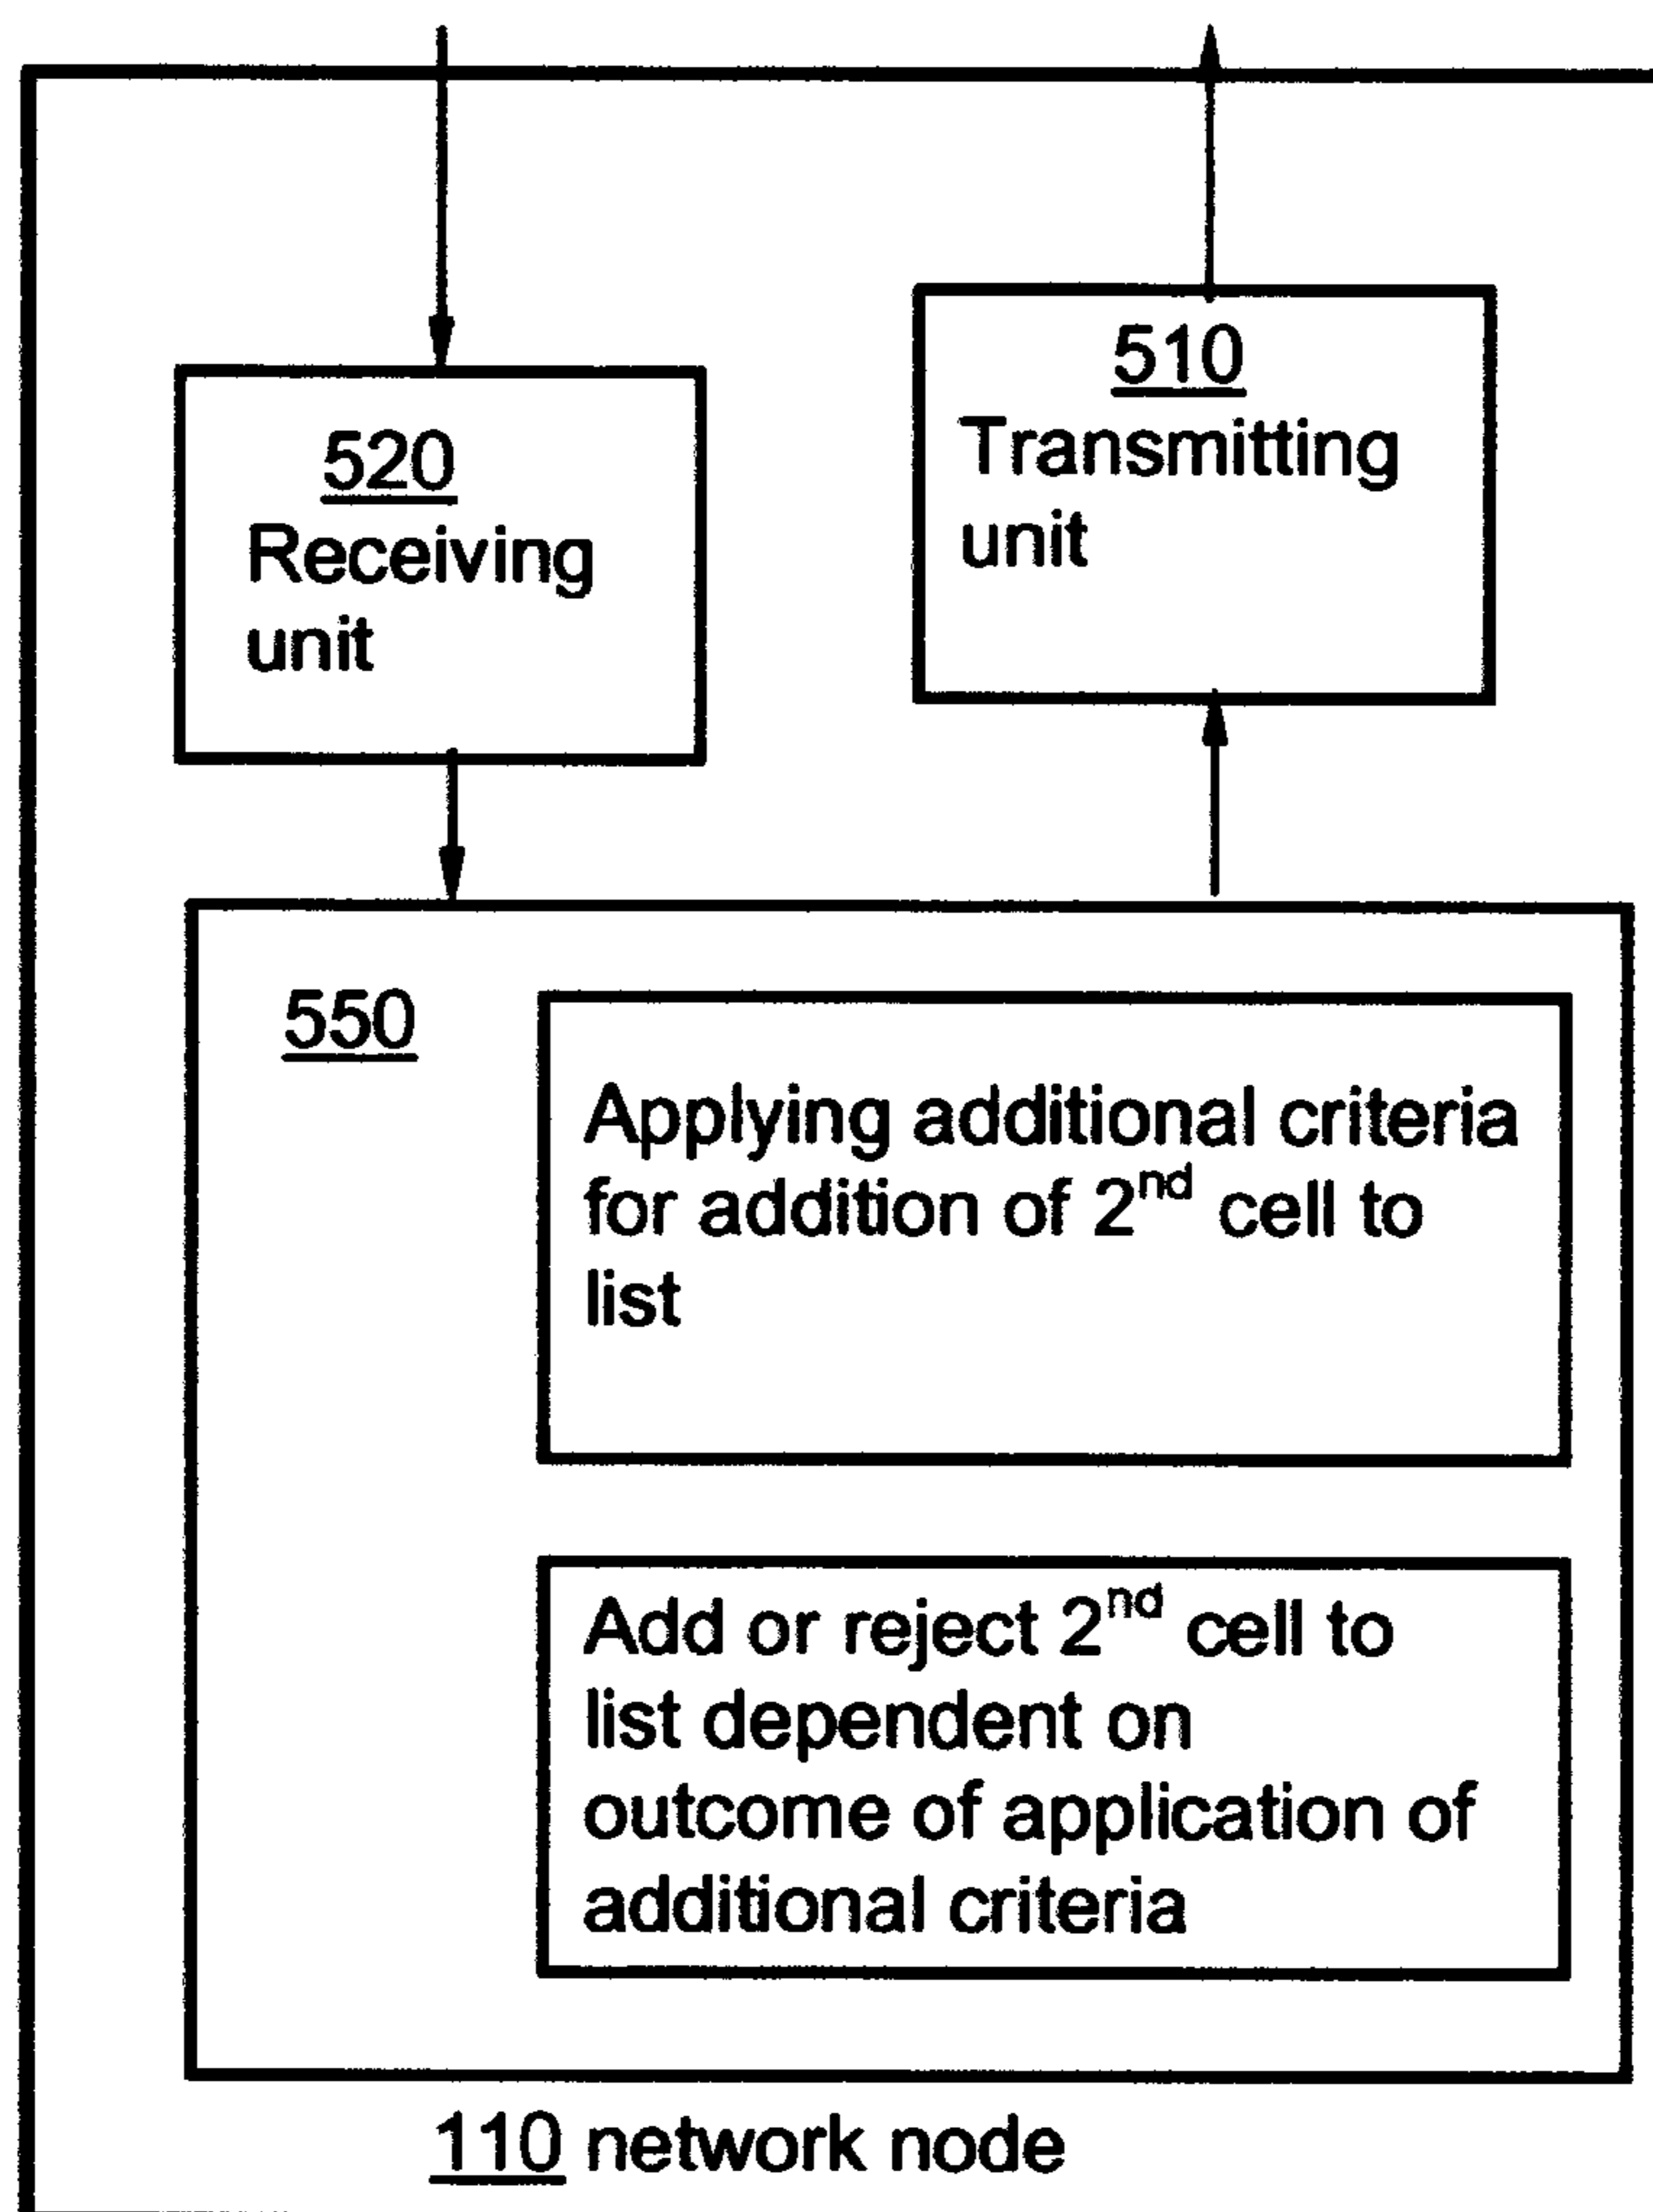 520
Receiving
unit
510
Transmitting
unit
550
Applying additional criteria
for addition of 2nd cell to
list
Add or reject 2nd cell to
list dependent on
outcome of application of
additional criteria
110 network node